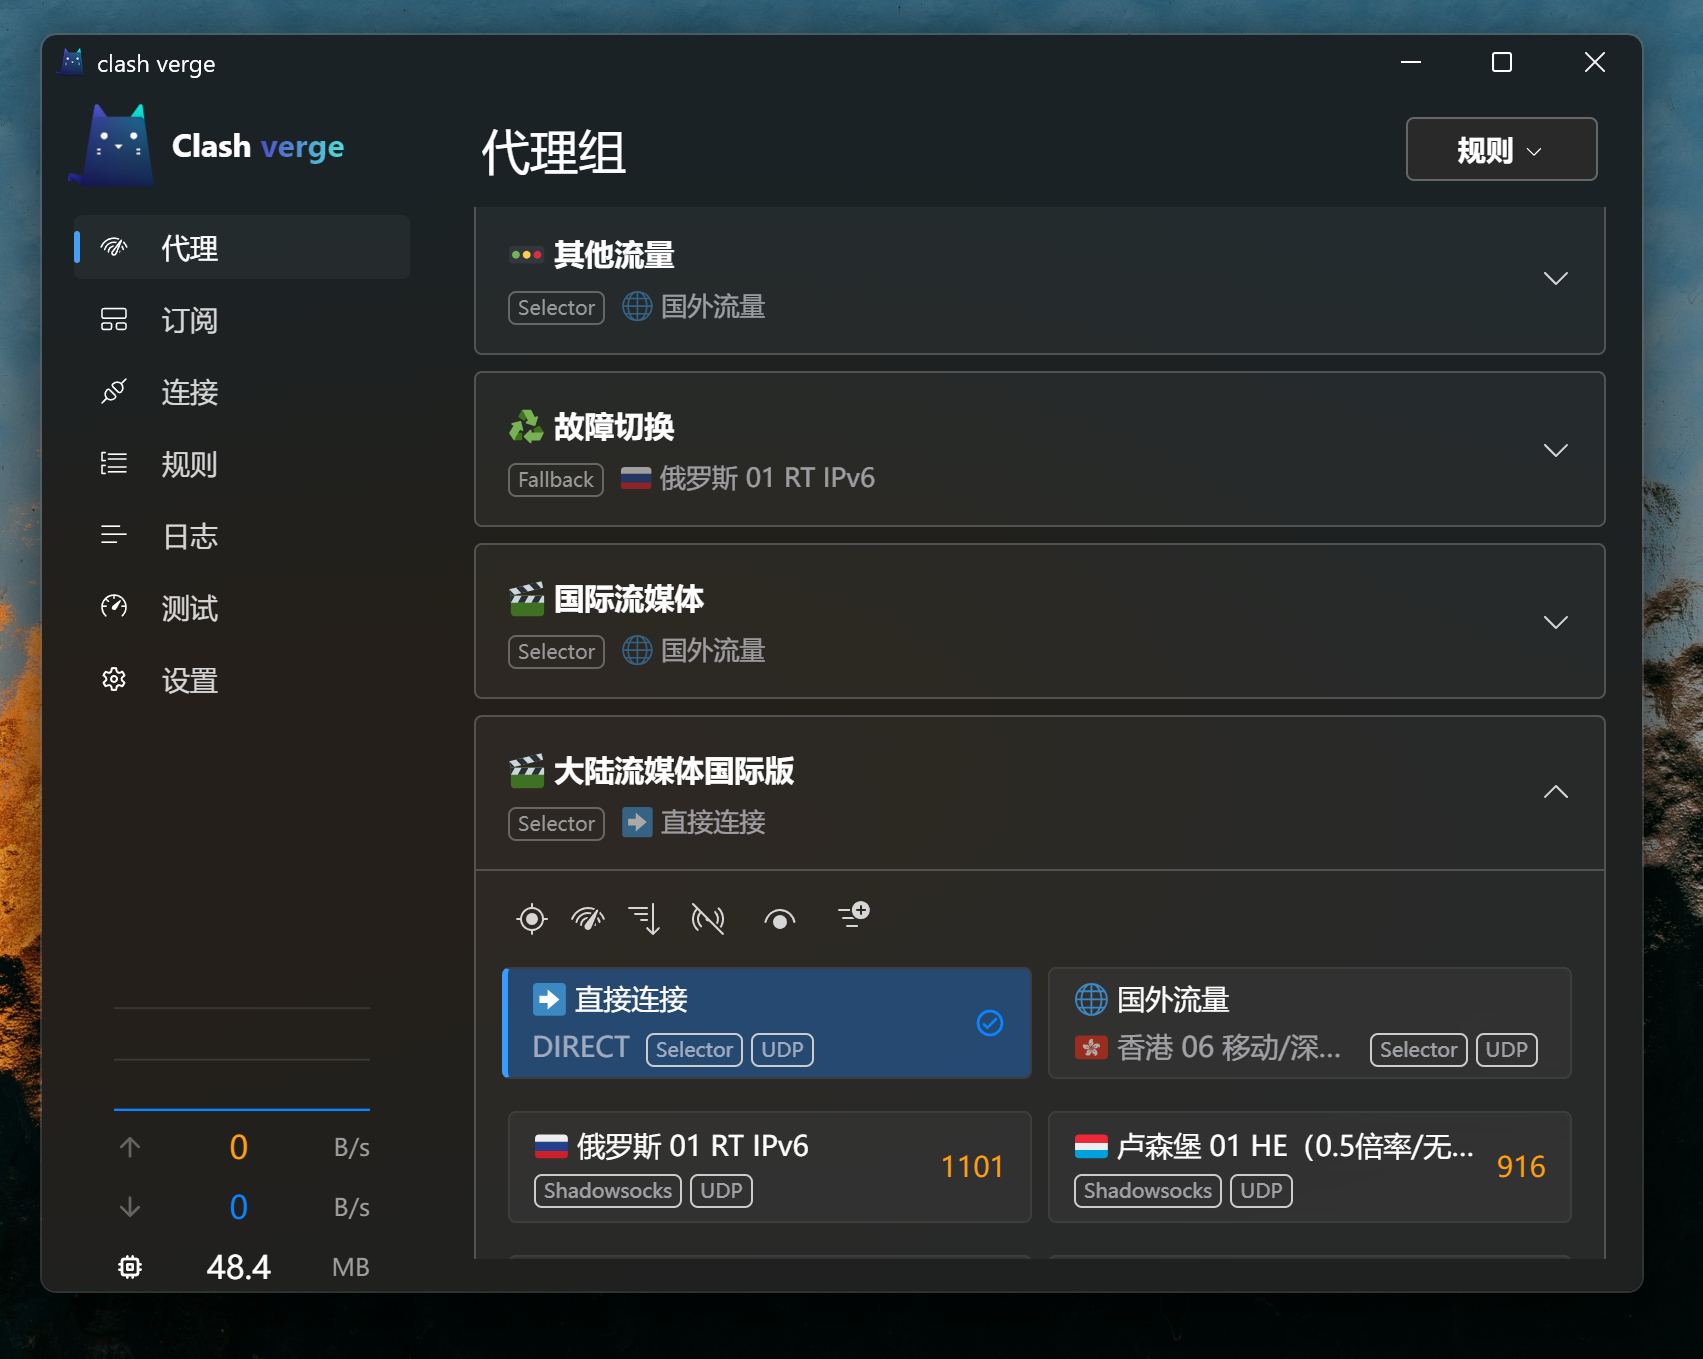 clash verge
Clash verge
代理组
规则
代理
订阅
连接
规则
日志
测试
设置
其他流量
Selector 国外流量
故障切换
Fallback 俄罗斯 01 RT IPv6
国际流媒体
Selector 国外流量
大陆流媒体国际版
Selector 直接连接
直接连接
DIRECT Selector UDP
国外流量
香港 06 移动/深... Selector UDP
俄罗斯 01 RT IPv6
Shadowsocks UDP
1101
卢森堡 01 HE（0.5倍率/无...
Shadowsocks UDP
916
0 B/s
0 B/s
48.4 MB